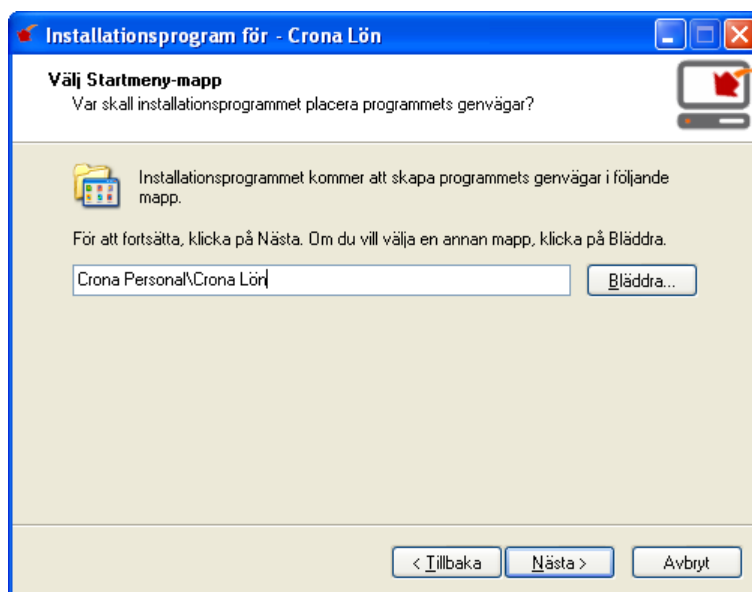 Installationsprogram för - Crona Lön
Välj Startmeny-mapp
Var skall installationsprogrammet placera programmets genvägar?
Installationsprogrammet kommer att skapa programmets genvägar i följande
mapp.
För att fortsätta, klicka på Nästa. Om du vill välja en annan mapp, klicka på Bläddra.
Crona Personal\Crona Lön
Bläddra...
< Tillbaka
Nästa >
Avbryt